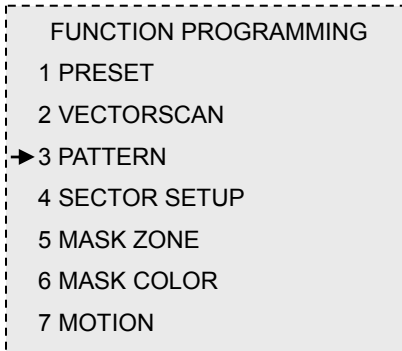 FUNCTION PROGRAMMING
1 PRESET
2 VECTORSCAN
3 PATTERN
4 SECTOR SETUP
5 MASK ZONE
6 MASK COLOR
7 MOTION